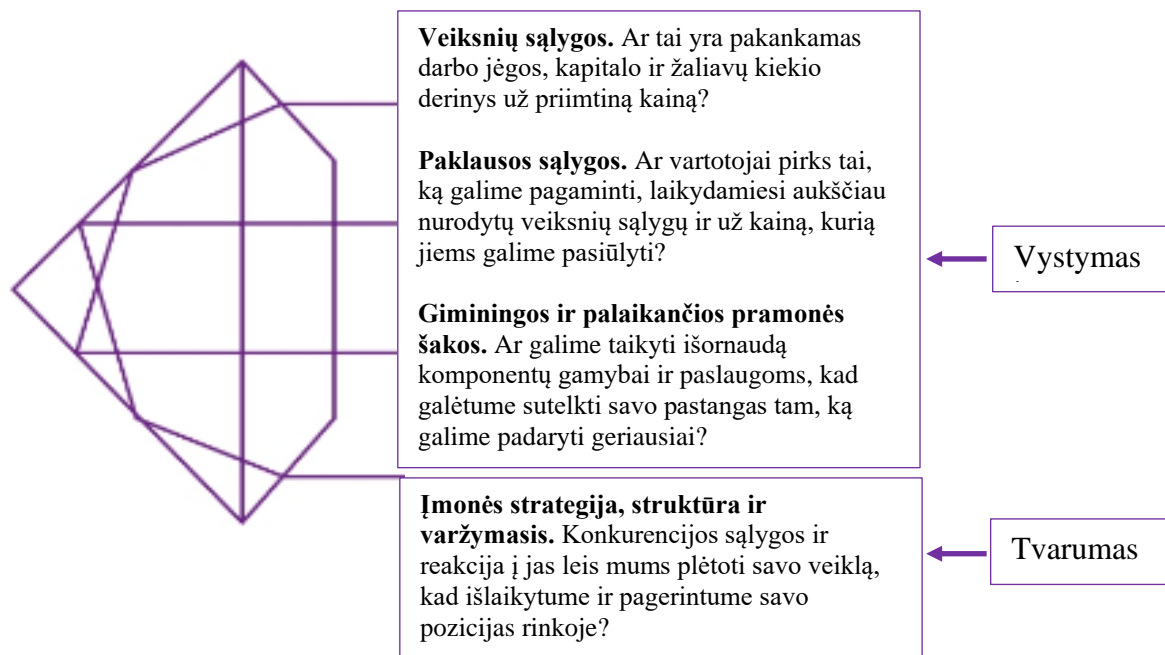 Veiksnių sąlygos. Ar tai yra pakankamas
darbo jėgos, kapitalo ir žaliavų kiekio
derinys už priimtiną kainą?
Paklausos sąlygos. Ar vartotojai pirks tai,
ką galime pagaminti, laikydamiesi aukščiau
nurodytų veiksnių sąlygų ir už kainą, kurią
jiems galime pasiūlyti?
Giminingos ir palaikančios pramonės
šakos. Ar galime taikyti išornaudą
komponentų gamybai ir paslaugoms, kad
galėtume sutelkti savo pastangas tam, ką
galime padaryti geriausiai?
Vystymas
Įmonės strategija, struktūra ir
varžymasis. Konkurencijos sąlygos ir
reakcija į jas leis mums plėtoti savo veiklą,
kad išlaikytume ir pagerintume savo
pozicijas rinkoje?
Tvarumas